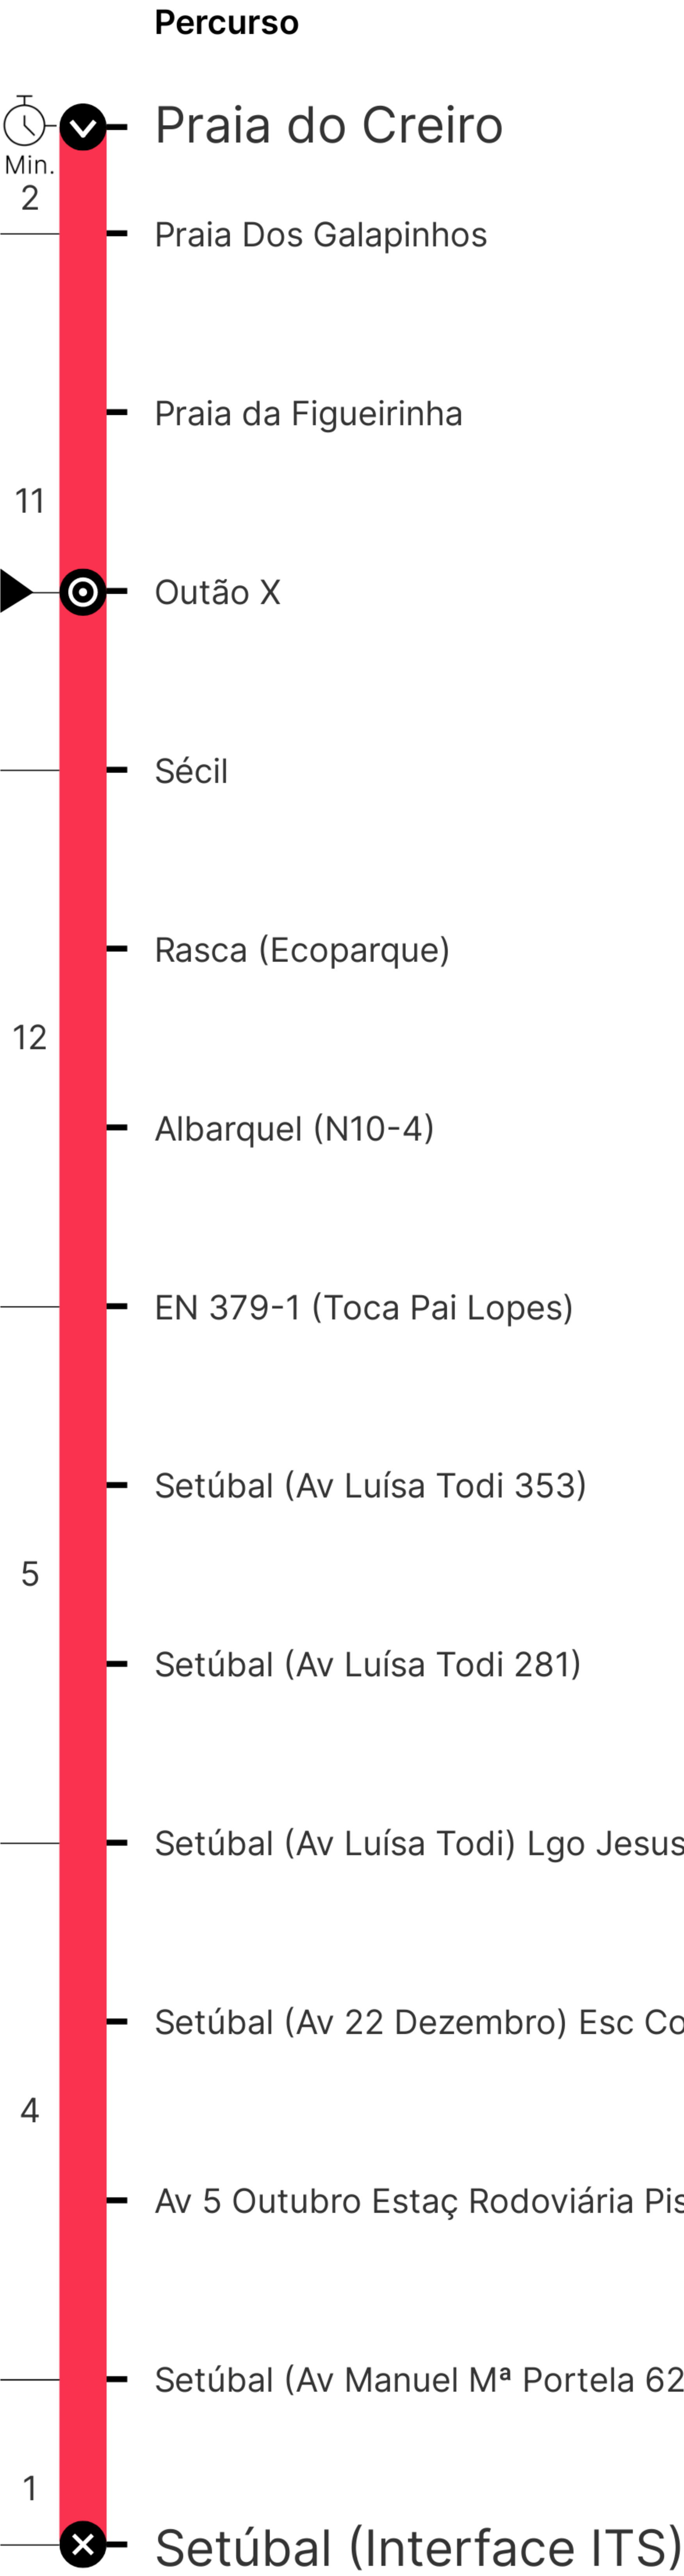 Percurso
Praia do Creiro
Min.
2
Praia Dos Galapinhos
Praia da Figueirinha
11
Outão X
Sécil
Rasca (Ecoparque)
12
Albarquel (N10-4)
EN 379-1 (Toca Pai Lopes)
Setúbal (Av Luísa Todi 353)
5
Setúbal (Av Luísa Todi 281)
Setúbal (Av Luísa Todi) Lgo Jesus
Setúbal (Av 22 Dezembro) Esc
4
Av 5 Outubro Estaç Rodoviária
Setúbal (Av Manuel Mª Portela 62
1
Setúbal (Interface ITS)